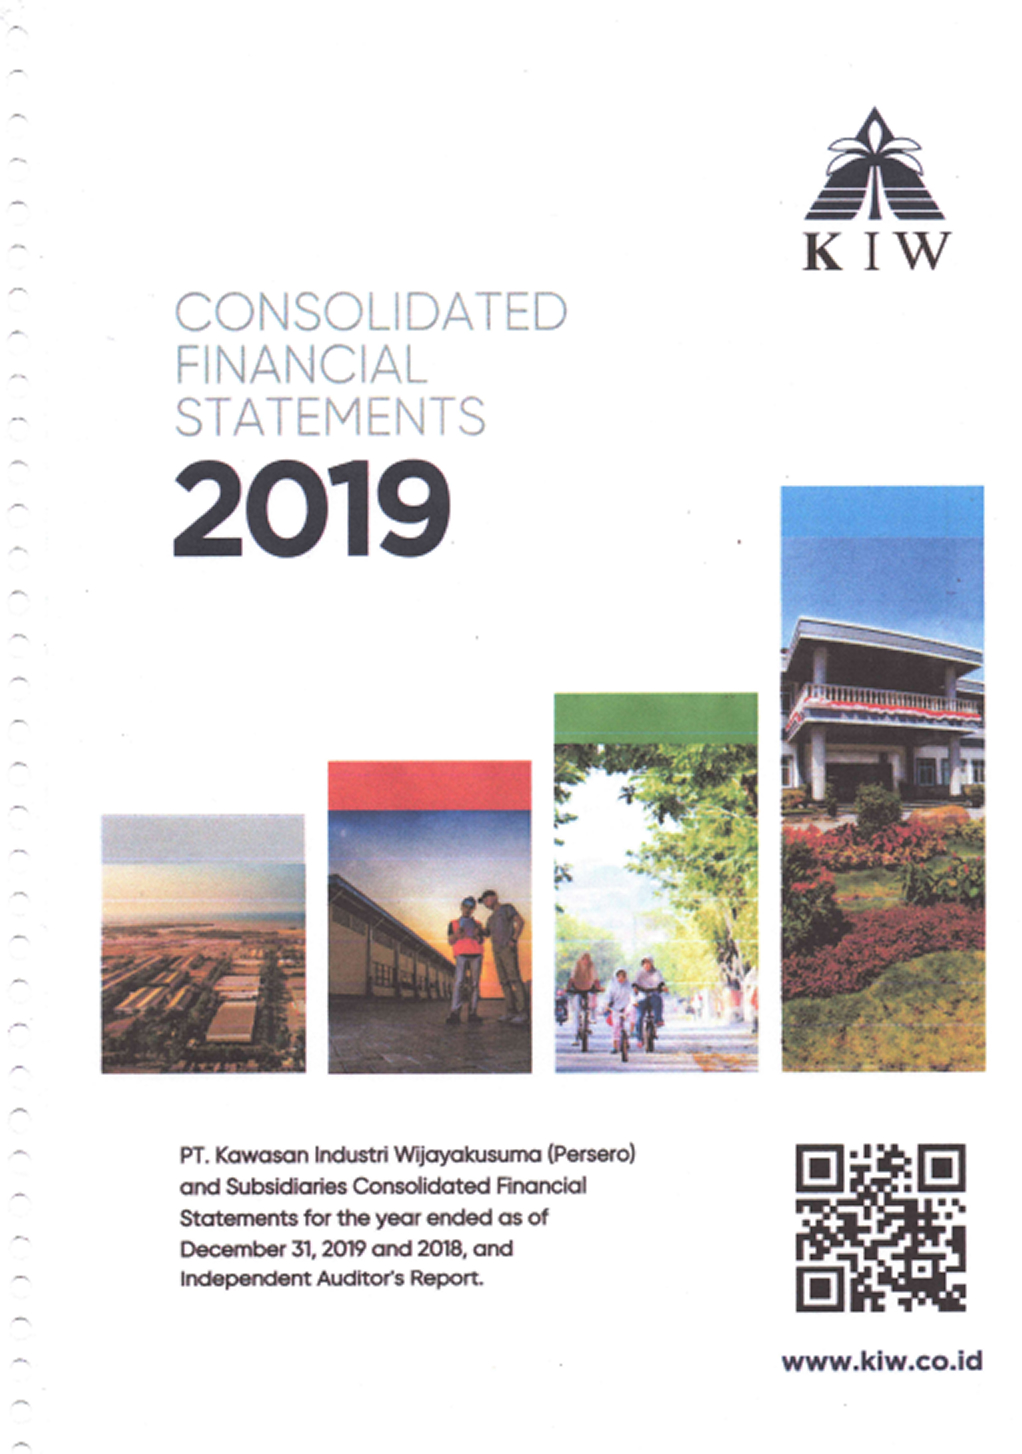 KIW
CONSOLIDATED
FINANCIAL
STATEMENTS
2019
PT. Kawasan Industri Wijayakusuma (Persero)
and Subsidiaries Consolidated Financial
Statements for the year ended as of
December 31, 2019 and 2018, and
Independent Auditor's Report.
www.kiw.co.id